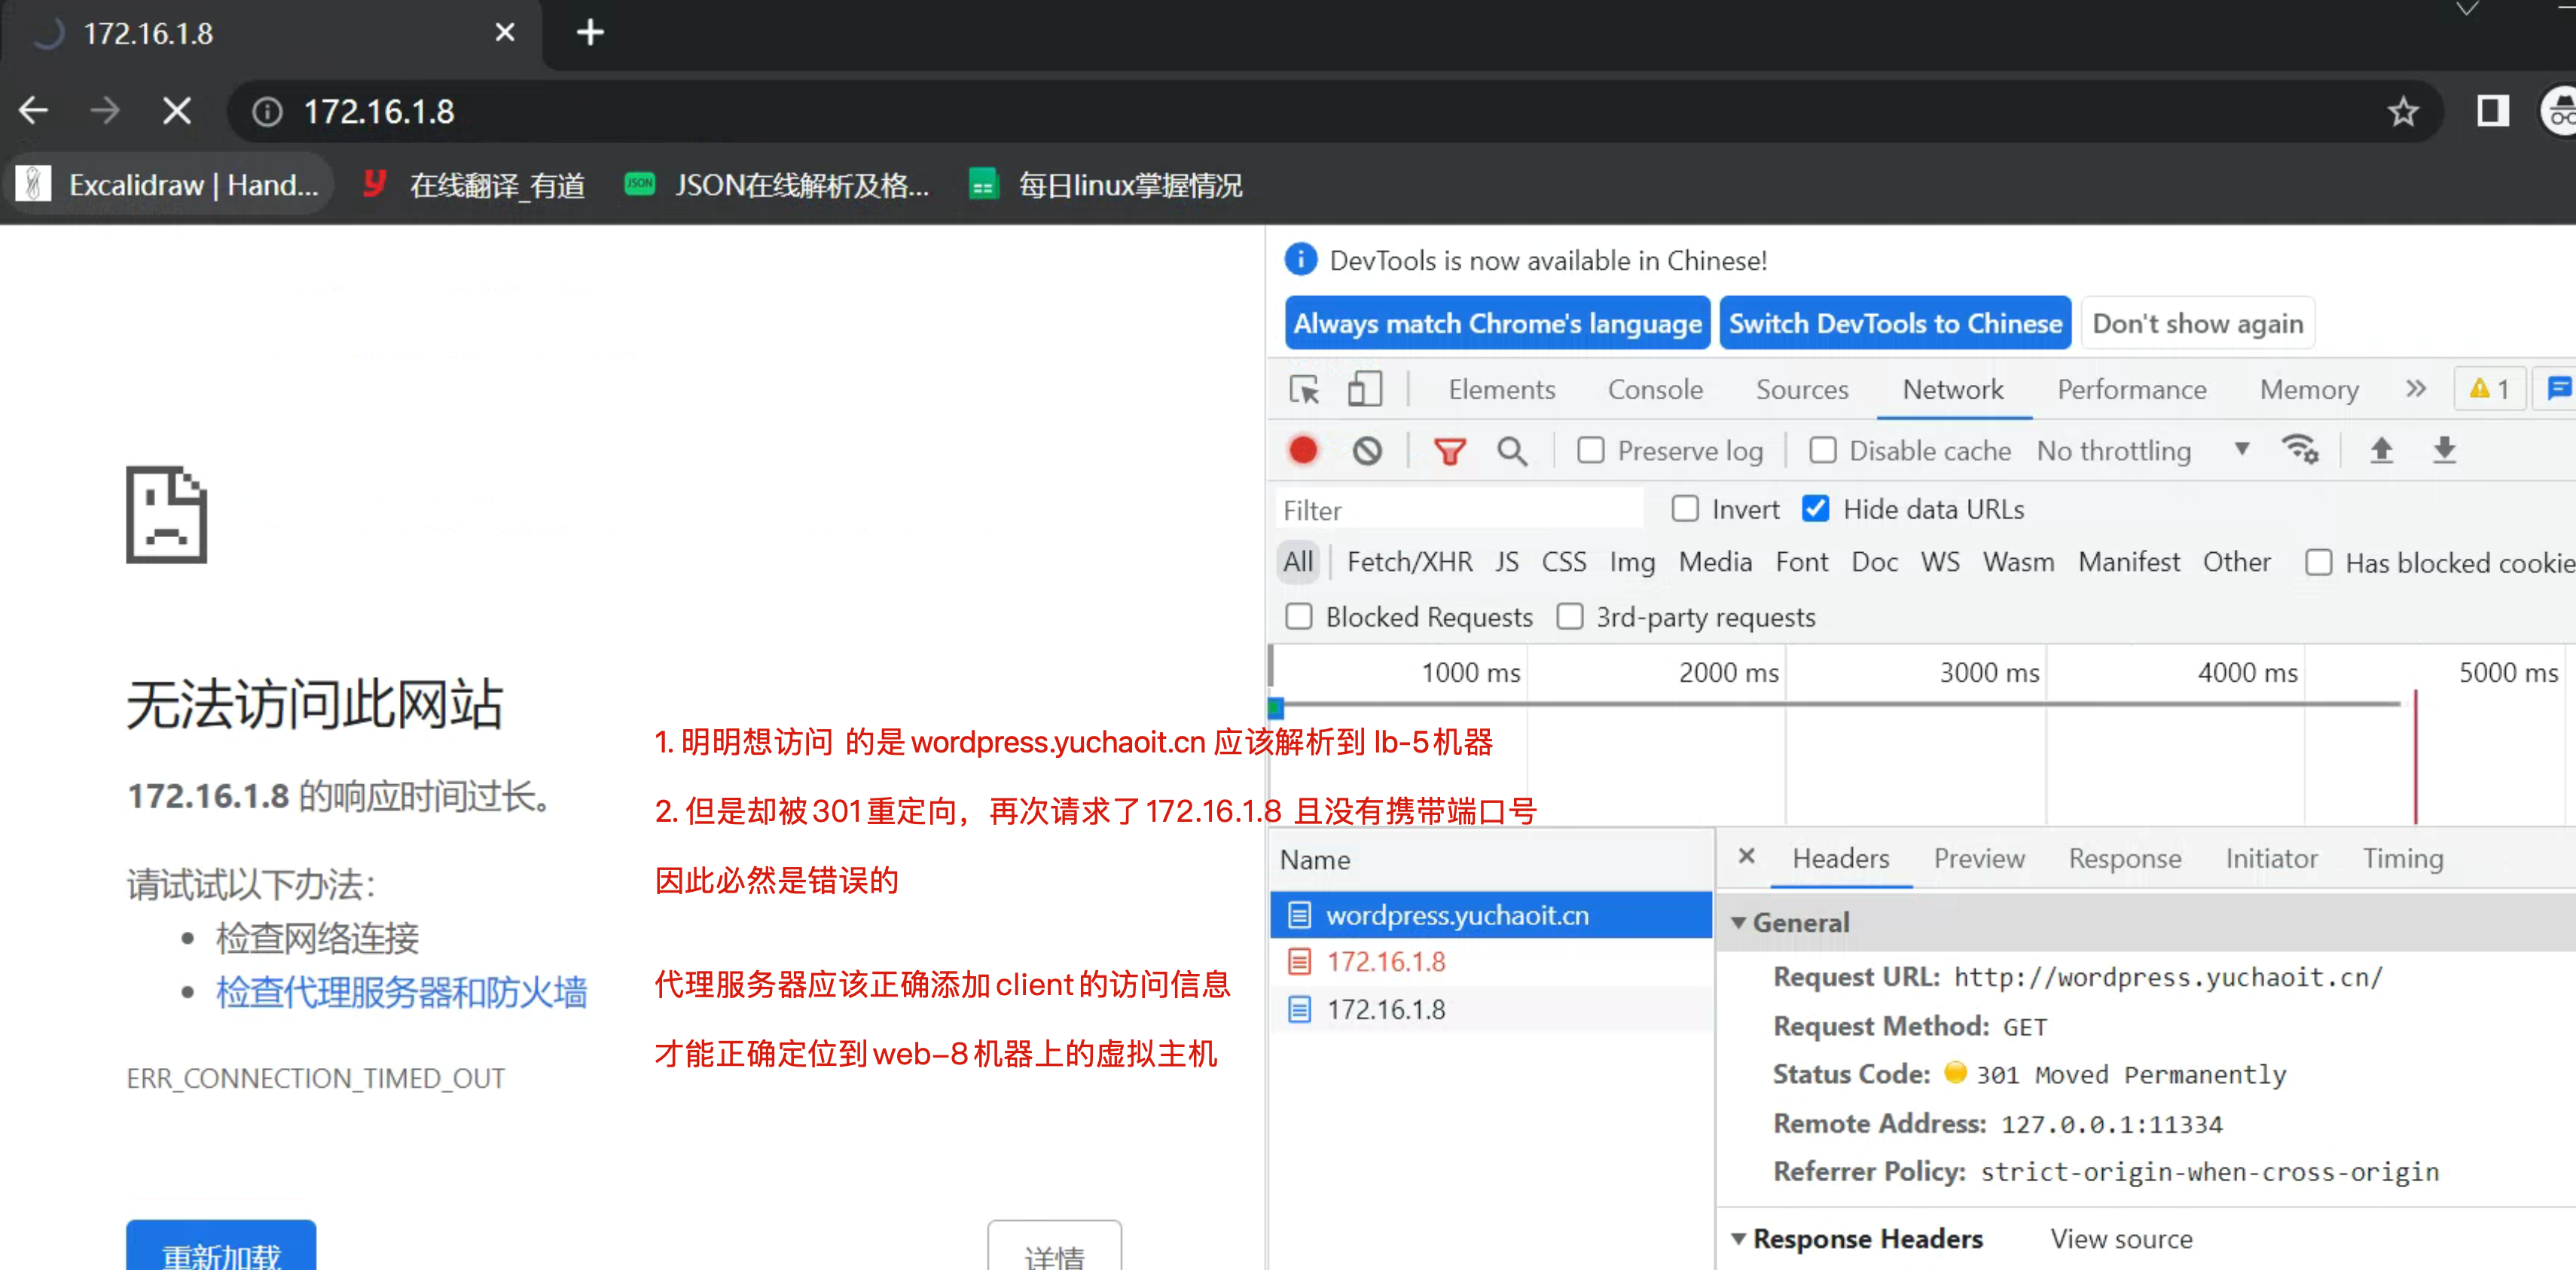 172.16.1.8
172.16.1.8
Excalidraw | Hand...
在线翻译_有道
JSON
JSON在线解析及格...
每日linux掌握情况
DevTools is now available in Chinese!
Always match Chrome's language
Switch DevTools to Chinese
Don't show again
Elements
Console
Sources
Network
Performance
Memory
1
Preserve log
Disable cache
No throttling
Filter
Invert
Hide data URLs
All
Fetch/XHR
JS
CSS
Img
Media
Font
Doc
WS
Wasm
Manifest
Other
Has blocked cookie
Blocked Requests
3rd-party requests
1000 ms
2000 ms
3000 ms
4000 ms
5000 ms
无法访问此网站
172.16.1.8 的响应时间过长。
请试试以下办法：
检查网络连接
检查代理服务器和防火墙
ERR_CONNECTION_TIMED_OUT
重新加载
详情
1. 明明想访问 的是wordpress.yuchaoit.cn 应该解析到 lb-5机器
2. 但是却被301重定向，再次请求了172.16.1.8 且没有携带端口号
因此必然是错误的
代理服务器应该正确添加client的访问信息
才能正确定位到web-8机器上的虚拟主机
Name
wordpress.yuchaoit.cn
172.16.1.8
172.16.1.8
Headers
Preview
Response
Initiator
Timing
General
Request URL: http://wordpress.yuchaoit.cn/
Request Method: GET
Status Code: 301 Moved Permanently
Remote Address: 127.0.0.1:11334
Referrer Policy: strict-origin-when-cross-origin
Response Headers
View source